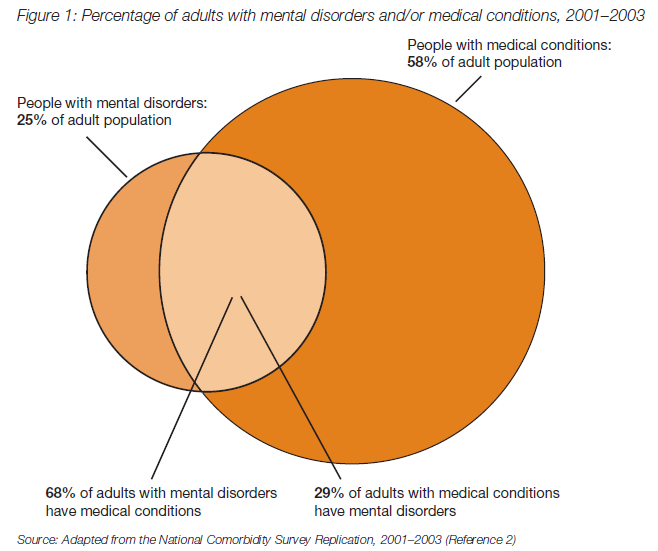 Figure 1: Percentage of adults with mental disorders and/or medical conditions, 2001–2003
People with medical conditions:
58% of adult population
People with mental disorders:
25% of adult population
68% of adults with mental disorders
have medical conditions
29% of adults with medical conditions
have mental disorders
Source: Adapted from the National Comorbidity Survey Replication, 2001–2003 (Reference 2)